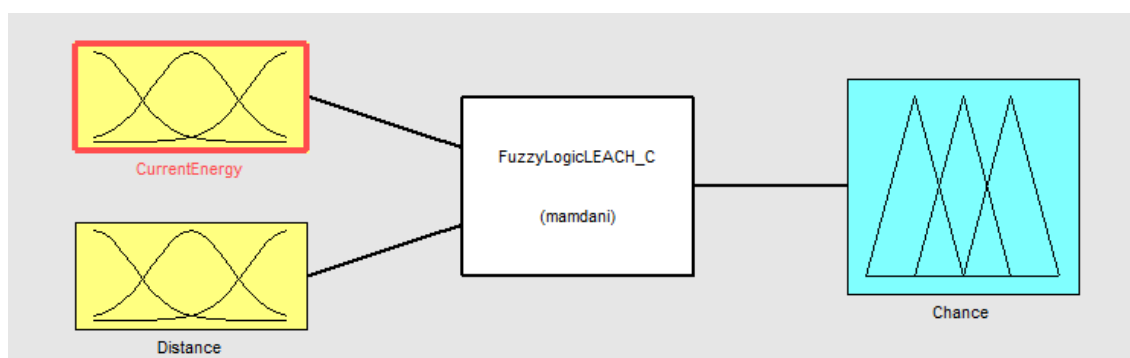 CurrentEnergy
Distance
FuzzyLogicLEACH_C
(mamdani)
Chance